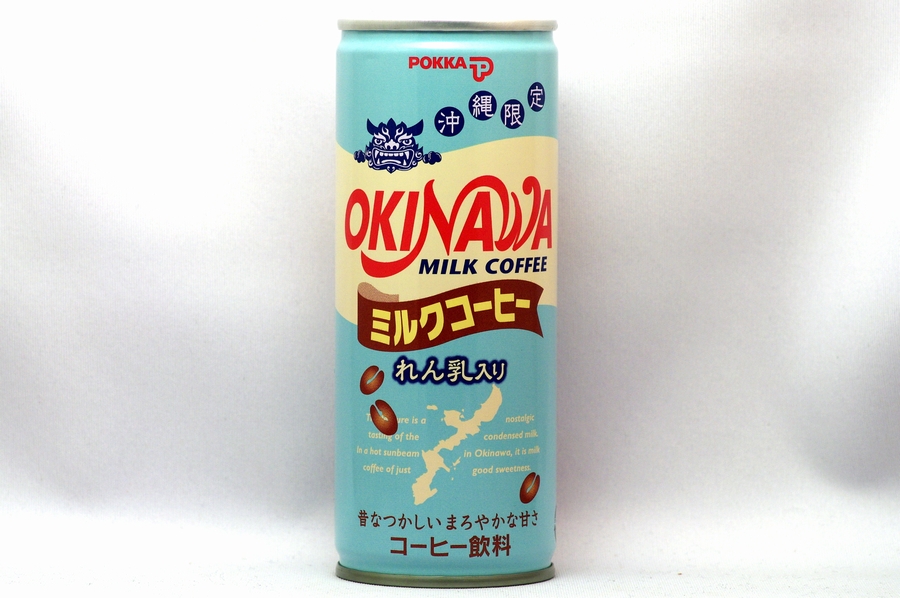 POKKA
沖縄限定
OKINAWA
MILK COFFEE
ミルクコーヒー
れん乳入り
is a nostalgic
of the condensed milk.
In a hot sunbeam in Okinawa, it is milk
coffee of just good sweetness.
昔なつかしいまろやかな甘さ
コーヒー飲料